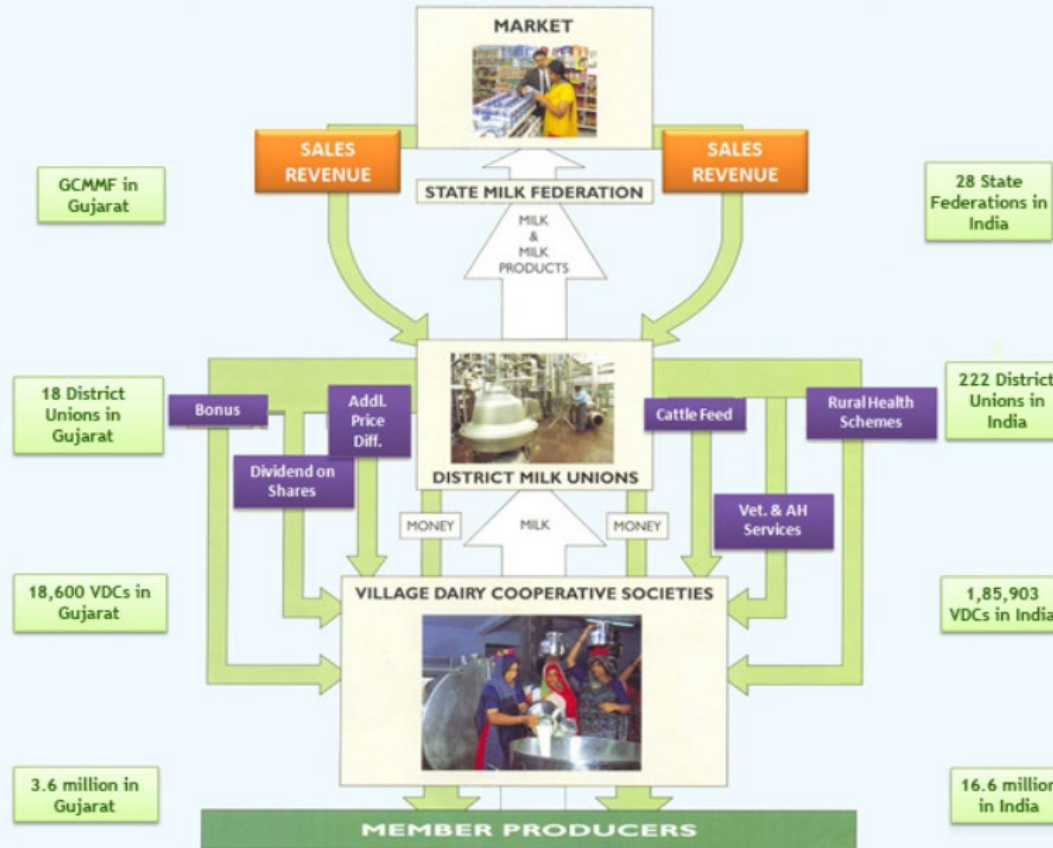 MARKET
SALES
REVENUE
SALES
REVENUE
GCMMF in
Gujarat
STATE MILK FEDERATION
28 State
Federations in
India
MILK
&
MILK
PRODUCTS
18 District
Unions in
Gujarat
Bonus
Addl.
Price
Diff.
Dividend on
Shares
Cattle Feed
Rural Health
Schemes
222 District
Unions in
India
DISTRICT MILK UNIONS
Vet. & AH
Services
MONEY
MILK
MONEY
18,600 VDCs in
Gujarat
VILLAGE DAIRY COOPERATIVE SOCIETIES
1,85,903
VDCs in India
3.6 million in
Gujarat
16.6 million
in India
MEMBER PRODUCERS